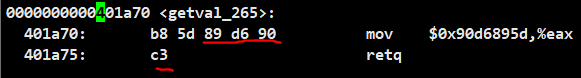 0000000000401a70 <getval_265>:
401a70: b8 5d 89 d6 90 mov $0x90d6895d,%eax
401a75: c3 retq